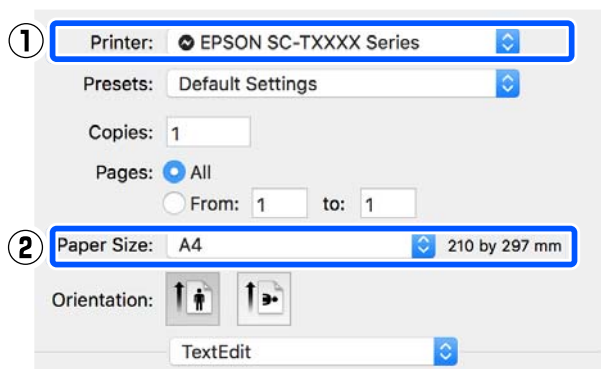 ① Printer: EPSON SC-TXXXX Series
Presets: Default Settings
Copies: 1
Pages: All
From: 1 to: 1
② Paper Size: A4 210 by 297 mm
Orientation:
TextEdit